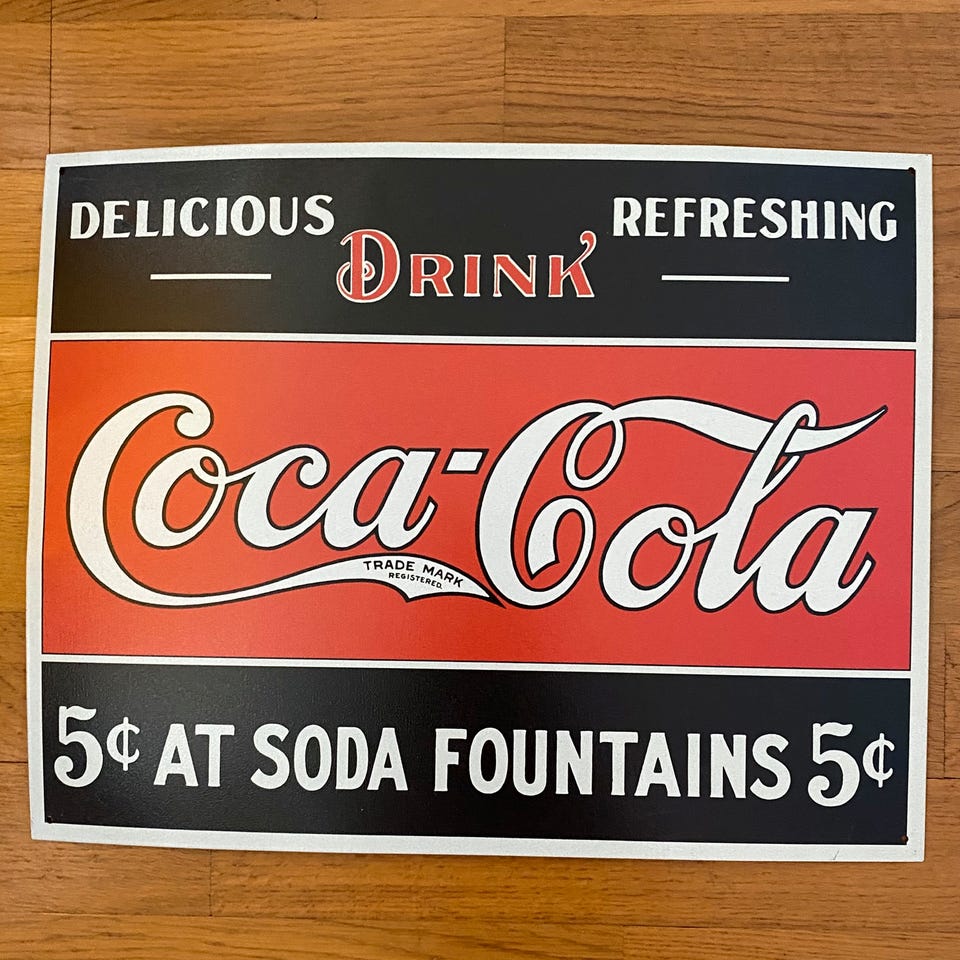 DELICIOUS REFRESHING
DRINK
Coca-Cola
TRADE MARK
REGISTERED
5¢ AT SODA FOUNTAINS 5¢